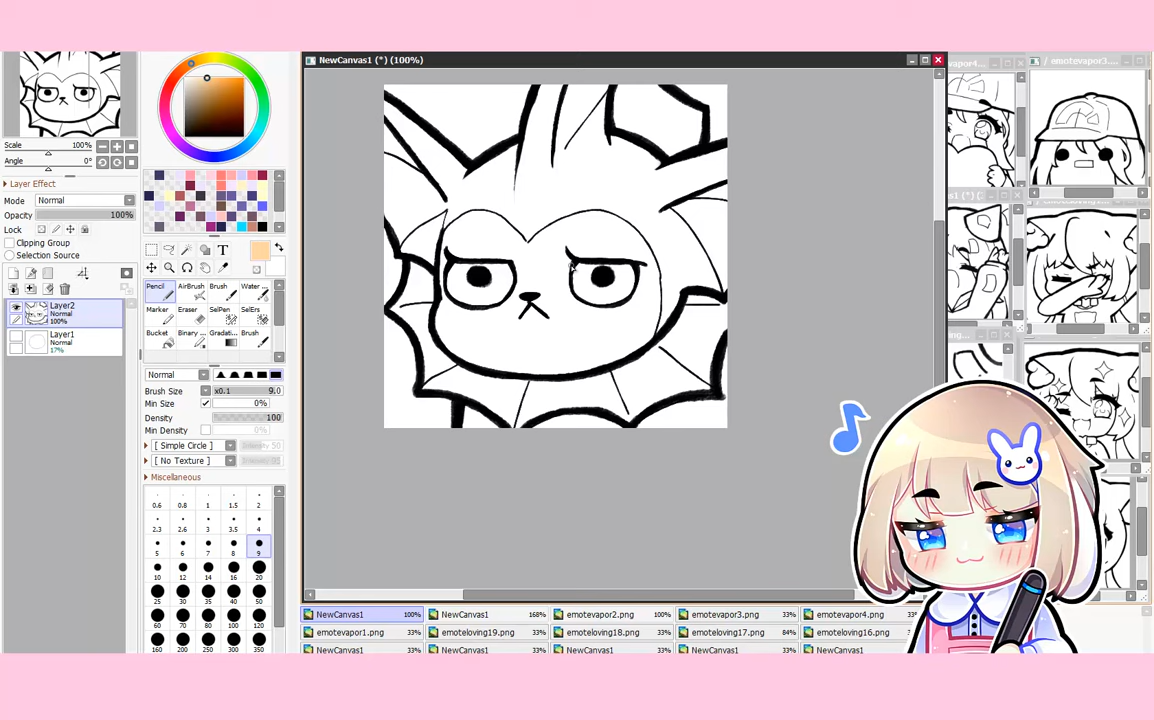 NewCanvas1 (*) (100%)
emotevapor4...
/ emotevapor3...
Scale 100%
Angle 0°
Layer Effect
Mode Normal
Opacity 100%
Lock
Clipping Group
Selection Source
Layer2
Normal
100%
Layer1
Normal
17%
T
Pencil AirBrush Brush Water ..
Marker Eraser SelPen SelErs
Bucket Binary .. Gradati.. Brush
Normal
Brush Size x0.1 9.0
Min Size 0%
Density 100
Min Density 0%
[ Simple Circle ] Intensity 50
[ No Texture ]
Miscellaneous
0.6 0.8 1 1.5 2
2.3 2.6 3 3.5 4
5 6 7 8 9
10 12 14 16 20
25 30 35 40 50
60 70 80 100 120
160 200 250 300 350
NewCanvas1 100% NewCanvas1 168% emotevapor2.png 100% emotevapor3.png 33% emotevapor4.png 33%
emotevapor1.png 33% emoteloving19.png 33% emoteloving18.png 33% emoteloving17.png 84% emoteloving16.png 33%
NewCanvas1 33% NewCanvas1 33% NewCanvas1 33% NewCanvas1 33% NewCanvas1 33%